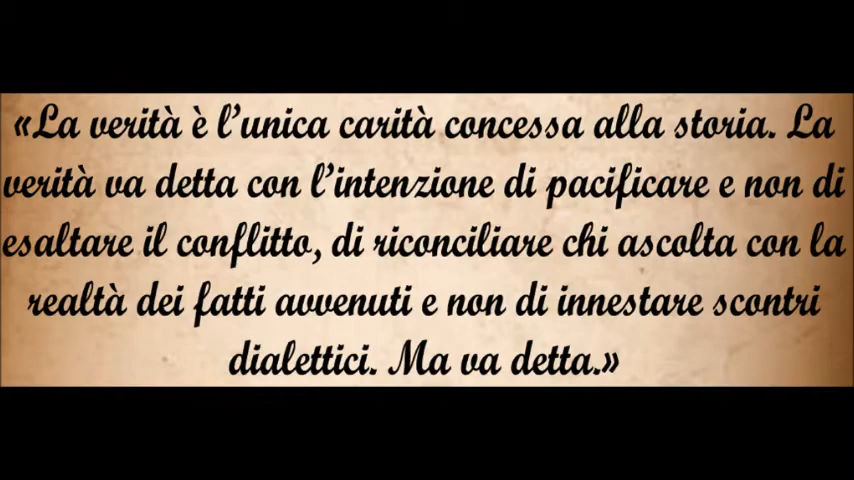 «La verità è l'unica carità concessa alla storia. La
verità va detta con l'intenzione di pacificare e non di
esaltare il conflitto, di riconciliare chi ascolta con la
realtà dei fatti avvenuti e non di innestare scontri
dialettici. Ma va detta.»